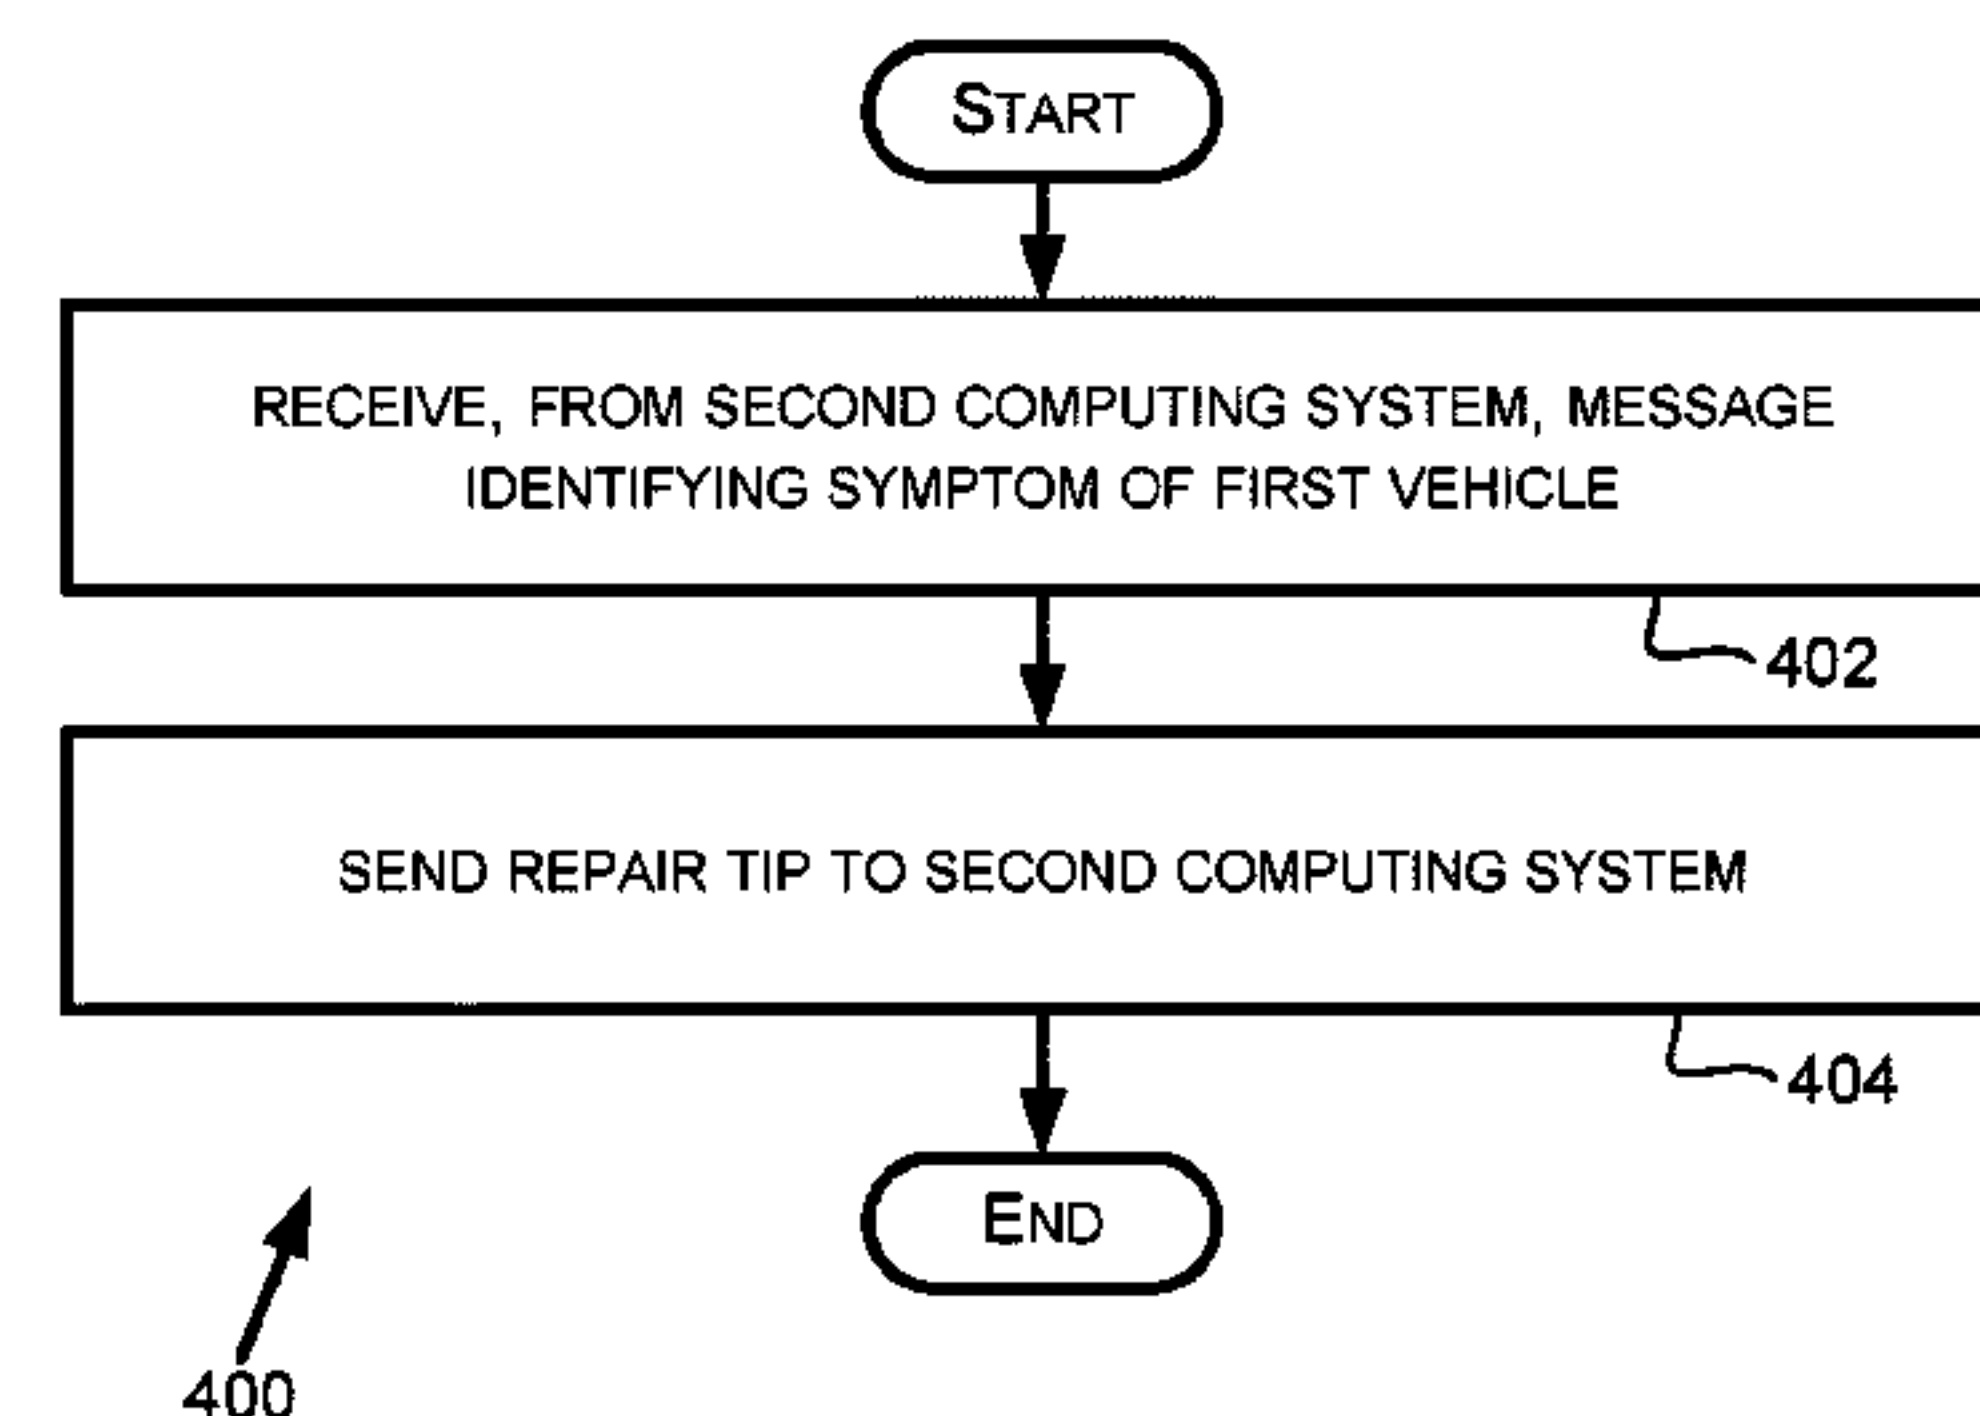 START
RECEIVE, FROM SECOND COMPUTING SYSTEM, MESSAGE
IDENTIFYING SYMPTOM OF FIRST VEHICLE
402
SEND REPAIR TIP TO SECOND COMPUTING SYSTEM
404
END
400